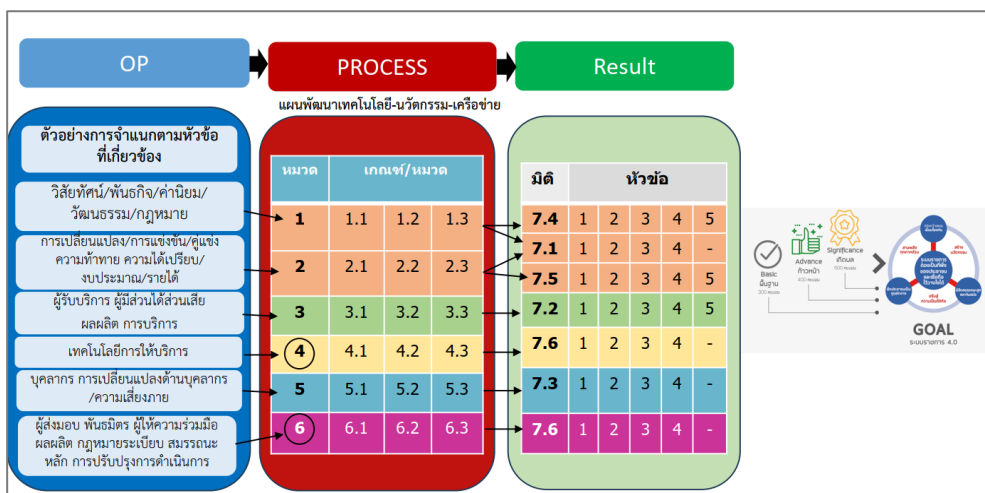 OP
PROCESS
Result
แผนพัฒนาเทคโนโลยี-นวัตกรรม-เครือข่าย
ตัวอย่างการจำแนกตามหัวข้อ
ที่เกี่ยวข้อง
วิสัยทัศน์/พันธกิจ/ค่านิยม/
วัฒนธรรม/กฎหมาย
การเปลี่ยนแปลง/การแข่งขัน/คู่แข่ง
ความท้าทาย ความได้เปรียบ/
งบประมาณ/รายได้
ผู้รับบริการ ผู้มีส่วนได้ส่วนเสีย
ผลผลิต การบริการ
เทคโนโลยีการให้บริการ
บุคลากร การเปลี่ยนแปลงด้านบุคลากร
/ความเสี่ยงภาย
ผู้ส่งมอบ พันธมิตร ผู้ให้ความร่วมมือ
ผลผลิต กฎหมายระเบียบ สมรรถนะ
หลัก การปรับปรุงการดำเนินการ
หมวด เกณฑ์/หมวด
1 1.1 1.2 1.3
2 2.1 2.2 2.3
3 3.1 3.2 3.3
4 4.1 4.2 4.3
5 5.1 5.2 5.3
6 6.1 6.2 6.3
มิติ หัวข้อ
7.4 1 2 3 4 5
7.1 1 2 3 4 -
7.5 1 2 3 4 5
7.2 1 2 3 4 5
7.6 1 2 3 4 -
7.3 1 2 3 4 -
7.6 1 2 3 4 -
Basic
พื้นฐาน
Advance
ก้าวหน้า
Significance
GOAL
ระบบราชการ 4.0